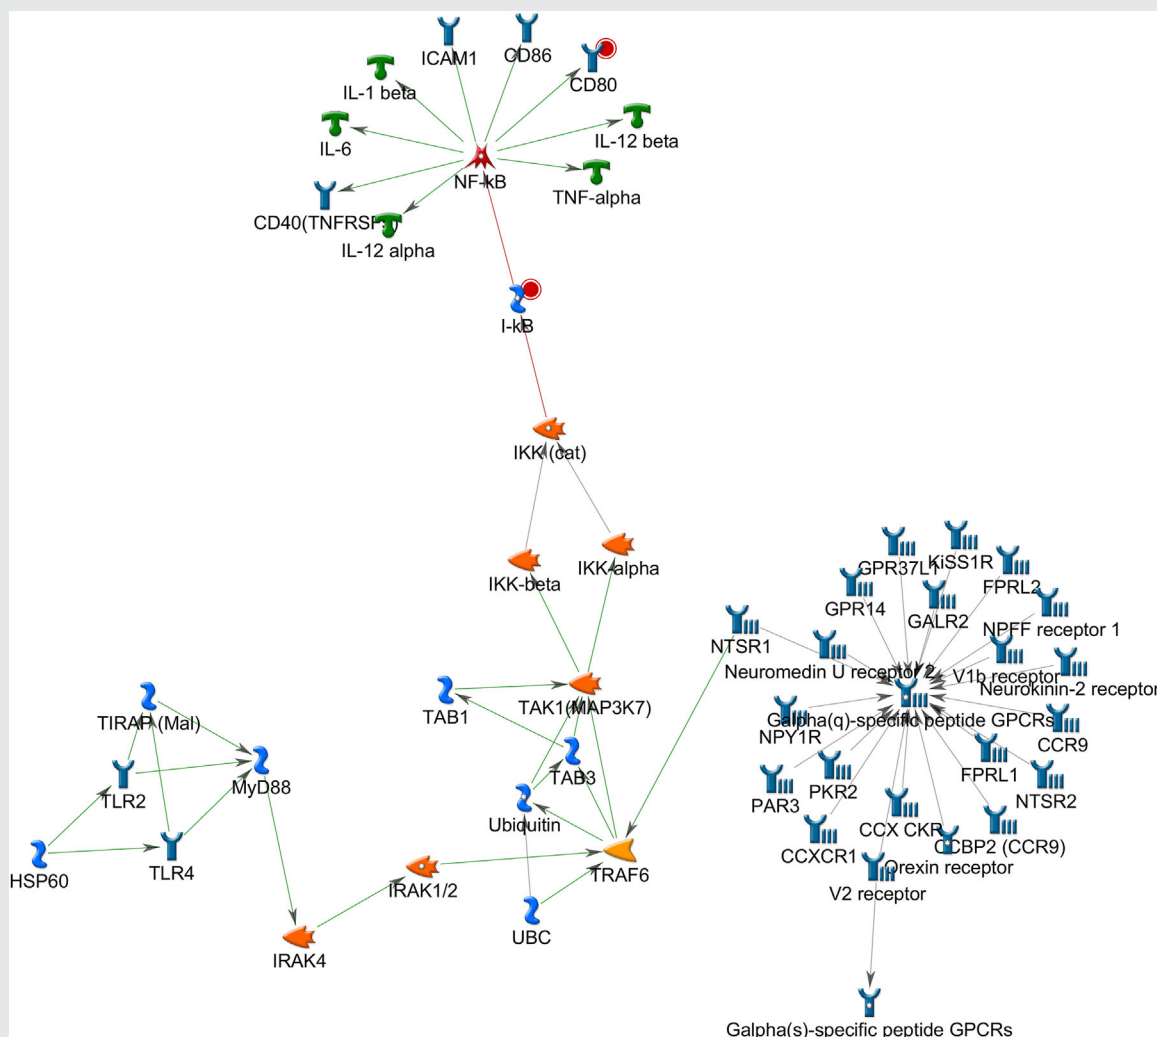 ICAM1
CD86
CD80
IL-1 beta
IL-12 beta
IL-6
NF-kB
TNF-alpha
CD40(TNFRSF5)
IL-12 alpha
I-kB
IKK (cat)
IKK-beta
IKK-alpha
GPR37L1
KiSS1R
FPRL2
GPR14
GALR2
NPFF receptor 1
NTSR1
Neuromedin U receptor 2
V1b receptor
Neurokinin-2 receptor
TAB1
TAK1(MAP3K7)
TIRAP (Mal)
Galpha(q)-specific peptide GPCRs
NPY1R
CCR9
TLR2
MyD88
TAB3
FPRL1
PAR3
PKR2
NTSR2
Ubiquitin
CCX CKR
CCBP2 (CCR9)
CCXCR1
HSP60
TLR4
IRAK1/2
TRAF6
Orexin receptor
V2 receptor
UBC
IRAK4
Galpha(s)-specific peptide GPCRs